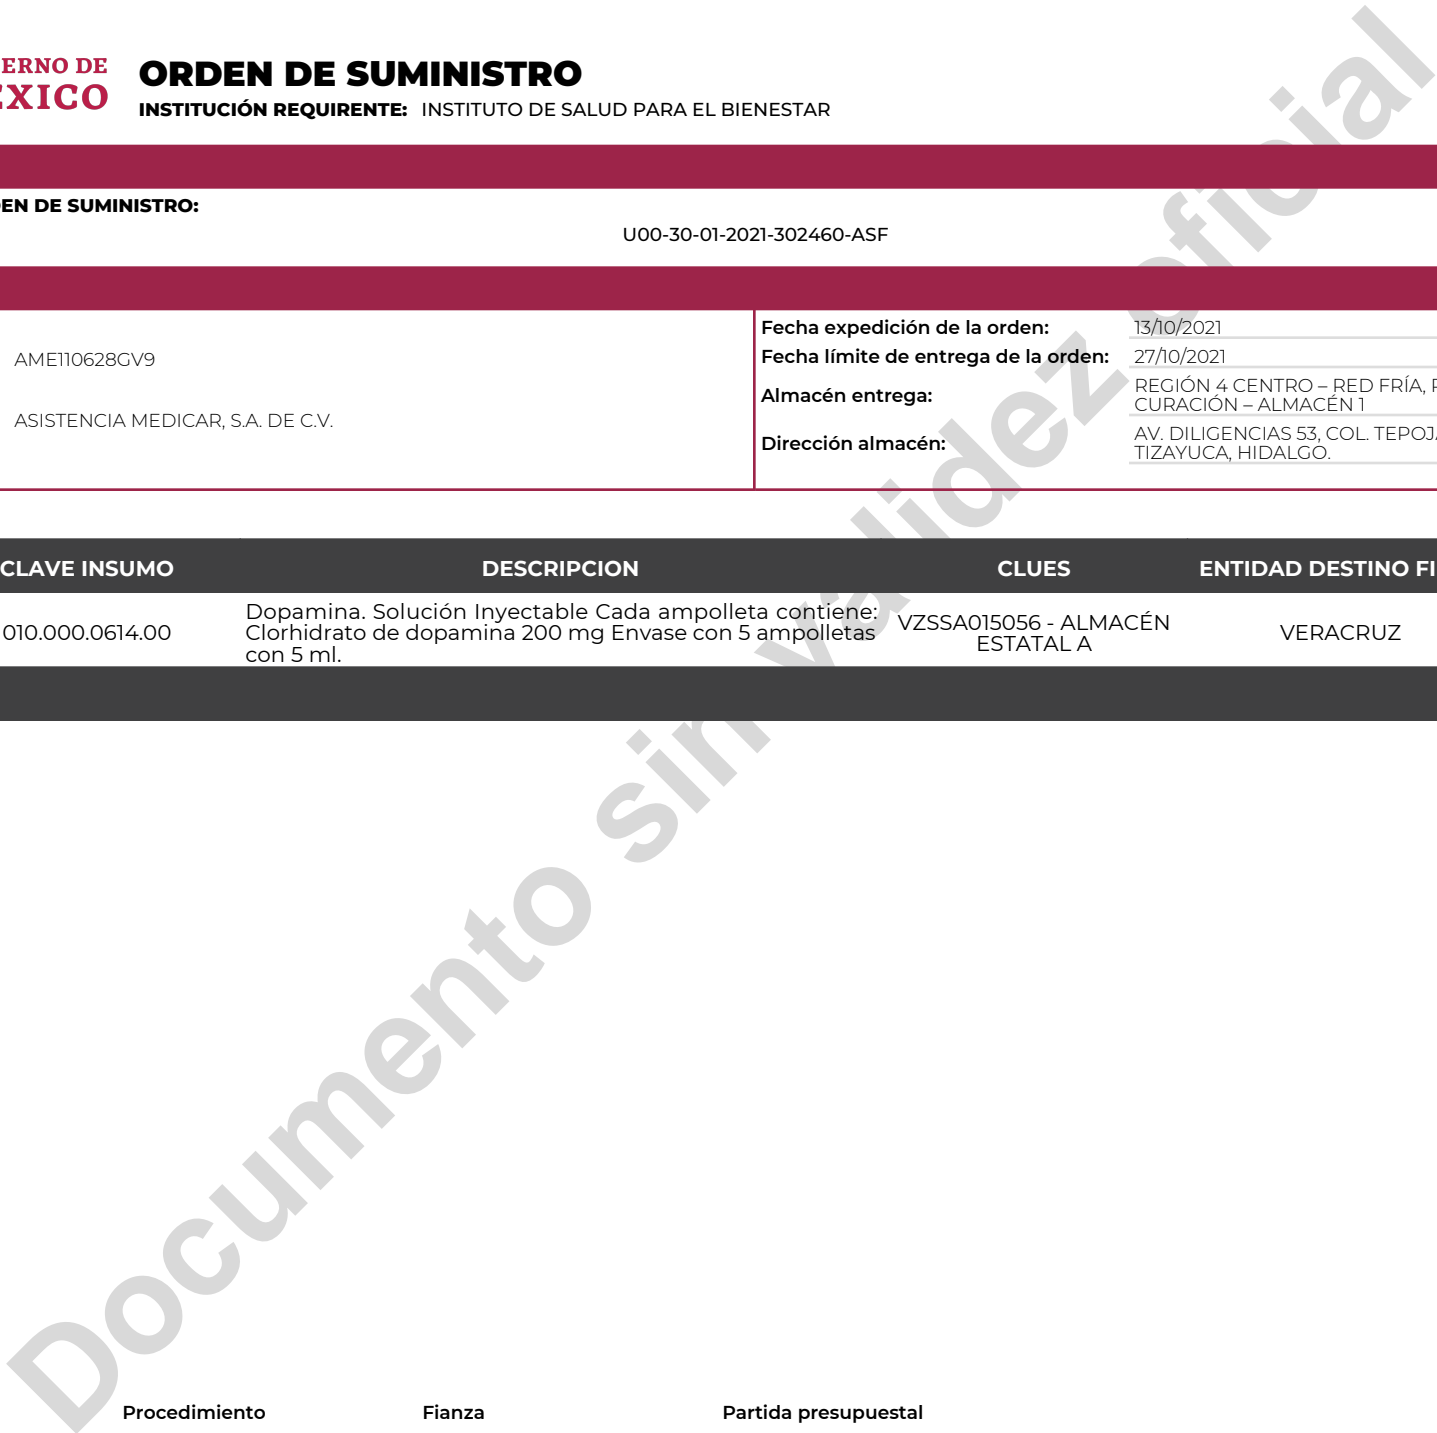 ERNO DE
ÉXICO
ORDEN DE SUMINISTRO
INSTITUCIÓN REQUIRENTE: INSTITUTO DE SALUD PARA EL BIENESTAR
EN DE SUMINISTRO:
U00-30-01-2021-302460-ASF
AME110628GV9
ASISTENCIA MEDICAR, S.A. DE C.V.
Fecha expedición de la orden: 13/10/2021
Fecha límite de entrega de la orden: 27/10/2021
Almacén entrega: REGIÓN 4 CENTRO – RED FRÍA,
CURACIÓN – ALMACÉN 1
Dirección almacén: AV. DILIGENCIAS 53, COL. TEPOJ
TIZAYUCA, HIDALGO.
CLAVE INSUMO DESCRIPCION CLUES ENTIDAD DESTINO FI
010.000.0614.00
Dopamina. Solución Inyectable Cada ampolleta contiene:
Clorhidrato de dopamina 200 mg Envase con 5 ampolletas
con 5 ml.
VZSSA015056 - ALMACÉN
ESTATAL A
VERACRUZ
Documento sin validez oficial
Procedimiento Fianza Partida presupuestal